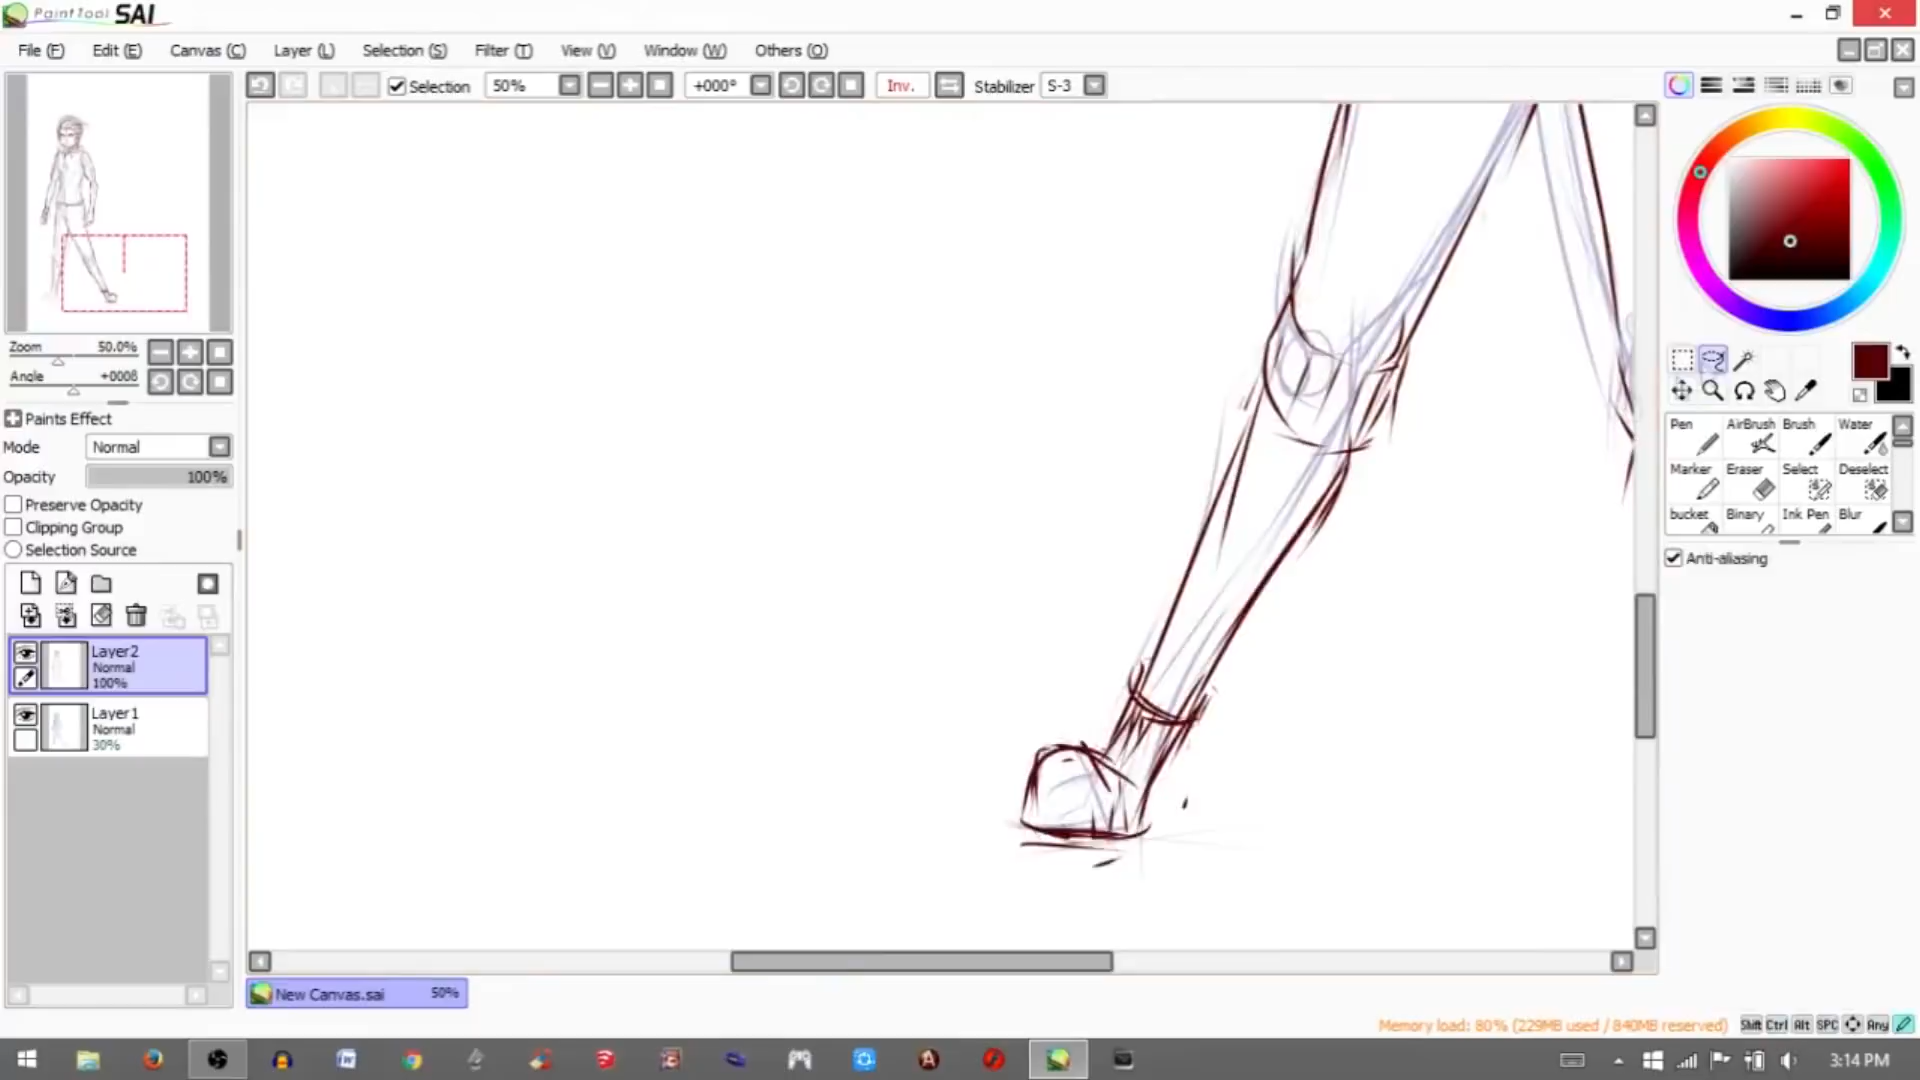 PaintTool SAI
File (F) Edit (E) Canvas (C) Layer (L) Selection (S) Filter (T) View (V) Window (W) Others (O)
Selection 50% +000° Inv. Stabilizer S-3
Zoom 50.0%
Angle +0008
Paints Effect
Mode Normal
Opacity 100%
Preserve Opacity
Clipping Group
Selection Source
Layer2
Normal
100%
Layer1
Normal
30%
Pen AirBrush Brush Water
Marker Eraser Select Deselect
bucket Binary Ink Pen Blur
Anti-aliasing
New Canvas.sai 50%
Memory load: 80% (229MB used / 840MB reserved) Shift Ctrl Alt SPC Any
3:14 PM